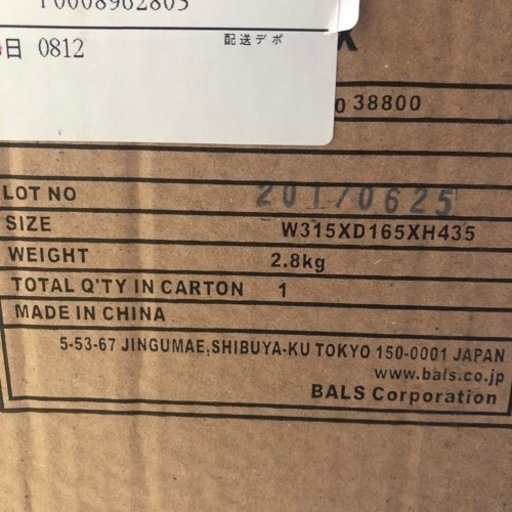 日 0812
配送デポ
X
0 38800
LOT NO 20170625
SIZE W315XD165XH435
WEIGHT 2.8kg
TOTAL Q'TY IN CARTON 1
MADE IN CHINA
5-53-67 JINGUMAE,SHIBUYA-KU TOKYO 150-0001 JAPAN
www.bals.co.jp
BALS Corporation